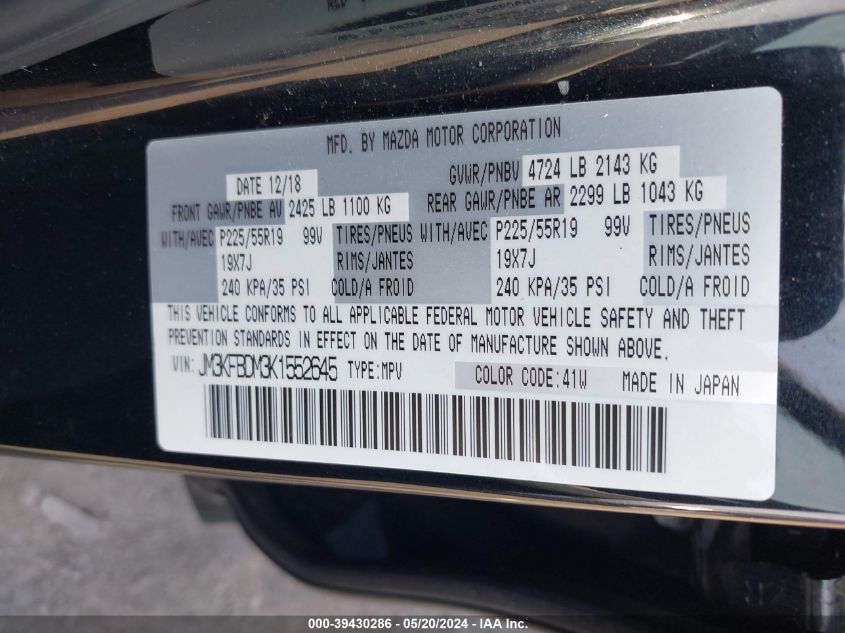 MFD. BY MAZDA MOTOR CORPORATION
DATE 12/18 GVWR/PNBV 4724 LB 2143 KG
FRONT GAWR/PNBE AV 2425 LB 1100 KG REAR GAWR/PNBE AR 2299 LB 1043 KG
WITH/AVEC P225/55R19 99V TIRES/PNEUS WITH/AVEC P225/55R19 99V TIRES/PNEUS
19X7J RIMS/JANTES 19X7J RIMS/JANTES
240 KPA/35 PSI COLD/A FROID 240 KPA/35 PSI COLD/A FROID
THIS VEHICLE CONFORMS TO ALL APPLICABLE FEDERAL MOTOR VEHICLE SAFETY AND THEFT
PREVENTION STANDARDS IN EFFECT ON THE DATE OF MANUFACTURE SHOWN ABOVE.
VIN: JM3KFBDM3K1552645 TYPE:MPV COLOR CODE:41W MADE IN JAPAN
000-39430286 - 05/20/2024 - IAA Inc.